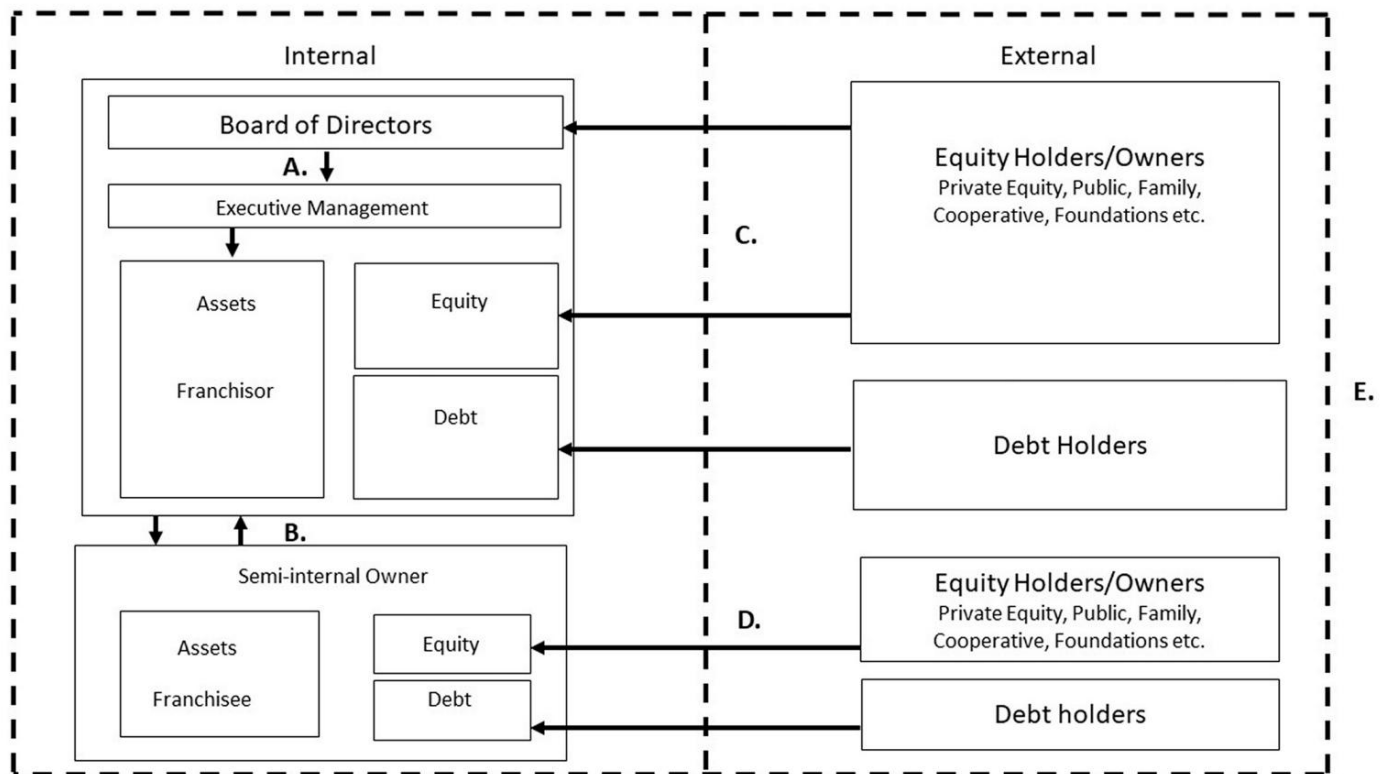 Internal
External
Board of Directors
A.
Executive Management
Equity Holders/Owners
Private Equity, Public, Family,
Cooperative, Foundations etc.
C.
Assets
Franchisor
Equity
Debt
Debt Holders
E.
B.
Semi-internal Owner
Assets
Franchisee
Equity
Debt
D.
Equity Holders/Owners
Private Equity, Public, Family,
Cooperative, Foundations etc.
Debt holders